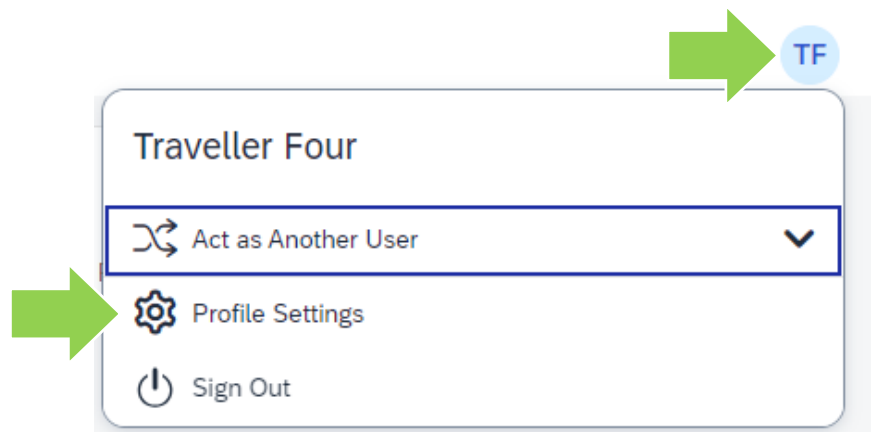 TF
Traveller Four
Act as Another User
Profile Settings
Sign Out